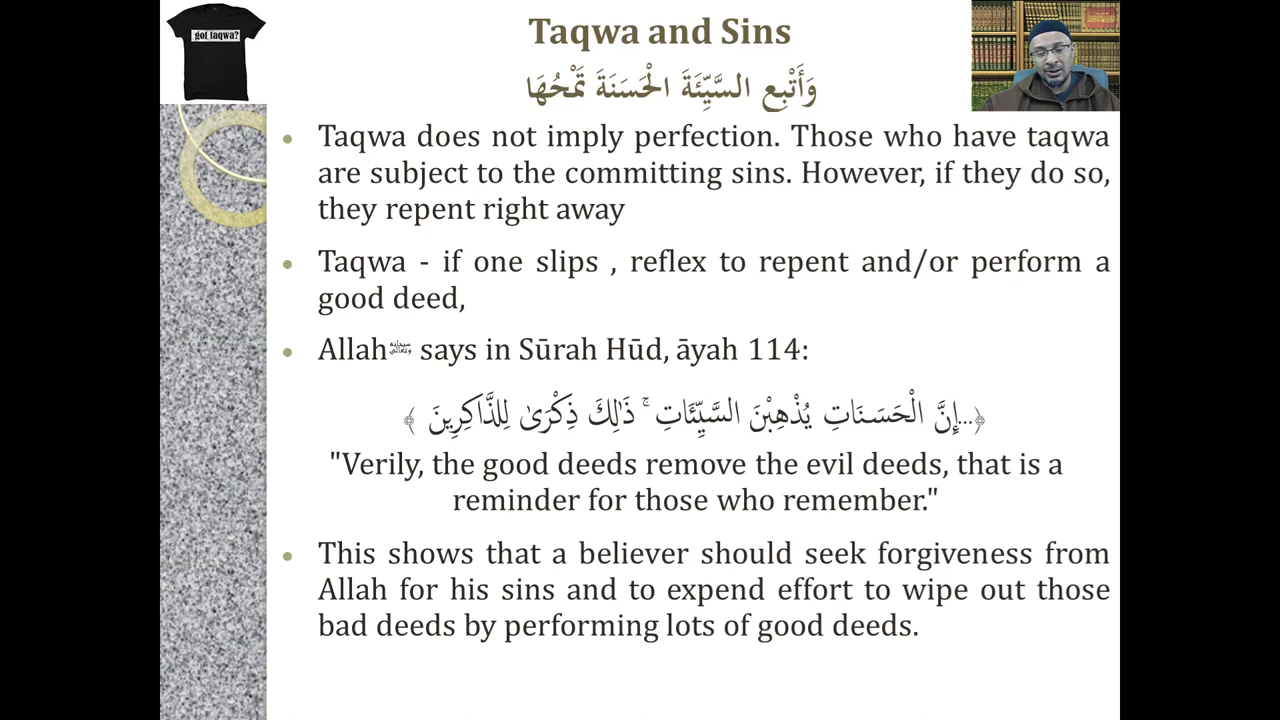 got taqwa?
Taqwa and Sins
وَأَتْبِعِ السَّيِّئَةَ الْحَسَنَةَ تَمْحُهَا
Taqwa does not imply perfection. Those who have taqwa
are subject to the committing sins. However, if they do so,
they repent right away
Taqwa - if one slips , reflex to repent and/or perform a
good deed,
Allah سبحانه وتعالى says in Sūrah Hūd, āyah 114:
﴿...إِنَّ الْحَسَنَاتِ يُذْهِبْنَ السَّيِّئَاتِ ۚ ذَٰلِكَ ذِكْرَىٰ لِلذَّاكِرِينَ ﴾
"Verily, the good deeds remove the evil deeds, that is a
reminder for those who remember."
This shows that a believer should seek forgiveness from
Allah for his sins and to expend effort to wipe out those
bad deeds by performing lots of good deeds.